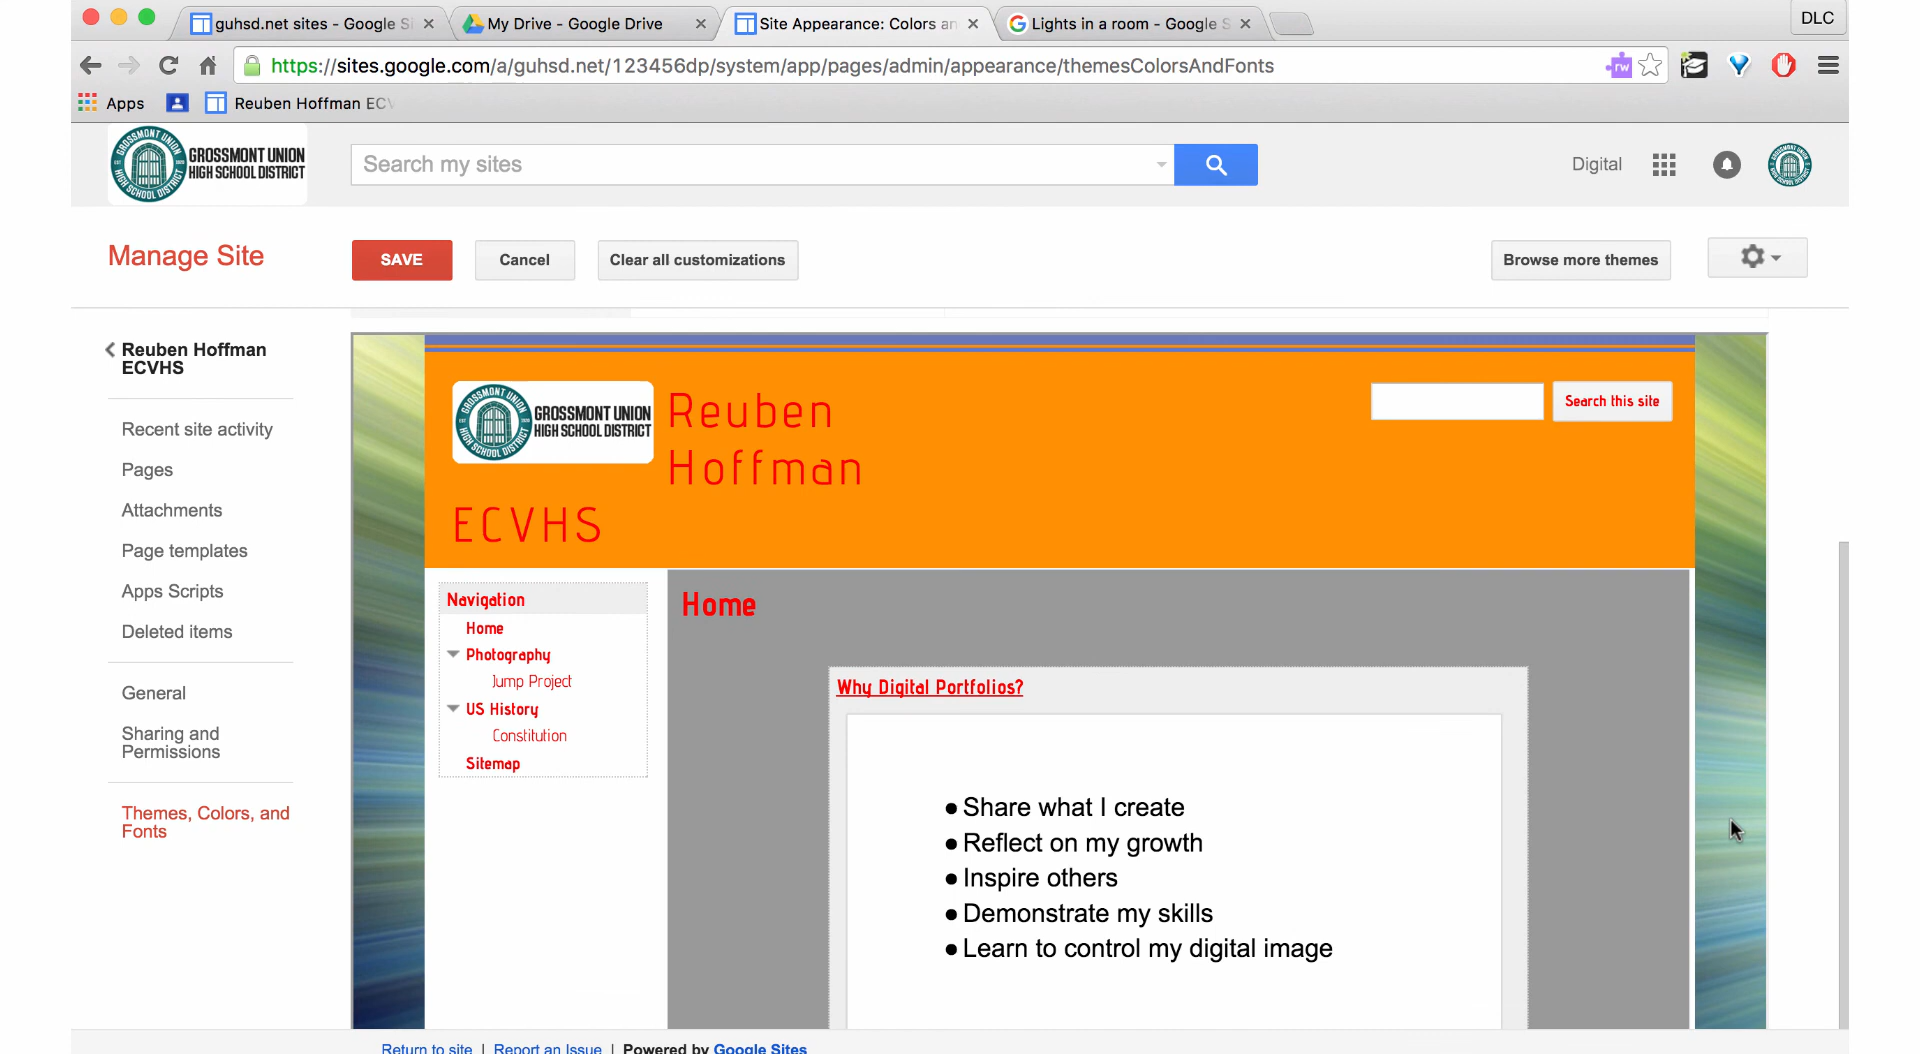 guhsd.net sites - Google Si
My Drive - Google Drive
Site Appearance: Colors an
Lights in a room - Google S
DLC
https://sites.google.com/a/guhsd.net/123456dp/system/app/pages/admin/appearance/themesColorsAndFonts
rw
Apps
Reuben Hoffman ECV
GROSSMONT UNION
HIGH SCHOOL DISTRICT
Search my sites
Digital
Manage Site
SAVE
Cancel
Clear all customizations
Browse more themes
Reuben Hoffman
ECVHS
Recent site activity
Pages
Attachments
Page templates
Apps Scripts
Deleted items
General
Sharing and
Permissions
Themes, Colors, and
Fonts
GROSSMONT UNION
HIGH SCHOOL DISTRICT
Reuben
Hoffman
ECVHS
Search this site
Navigation
Home
Photography
Jump Project
US History
Constitution
Sitemap
Home
Why Digital Portfolios?
● Share what I create
● Reflect on my growth
● Inspire others
● Demonstrate my skills
● Learn to control my digital image
Return to site | Report an Issue | Powered by Google Sites